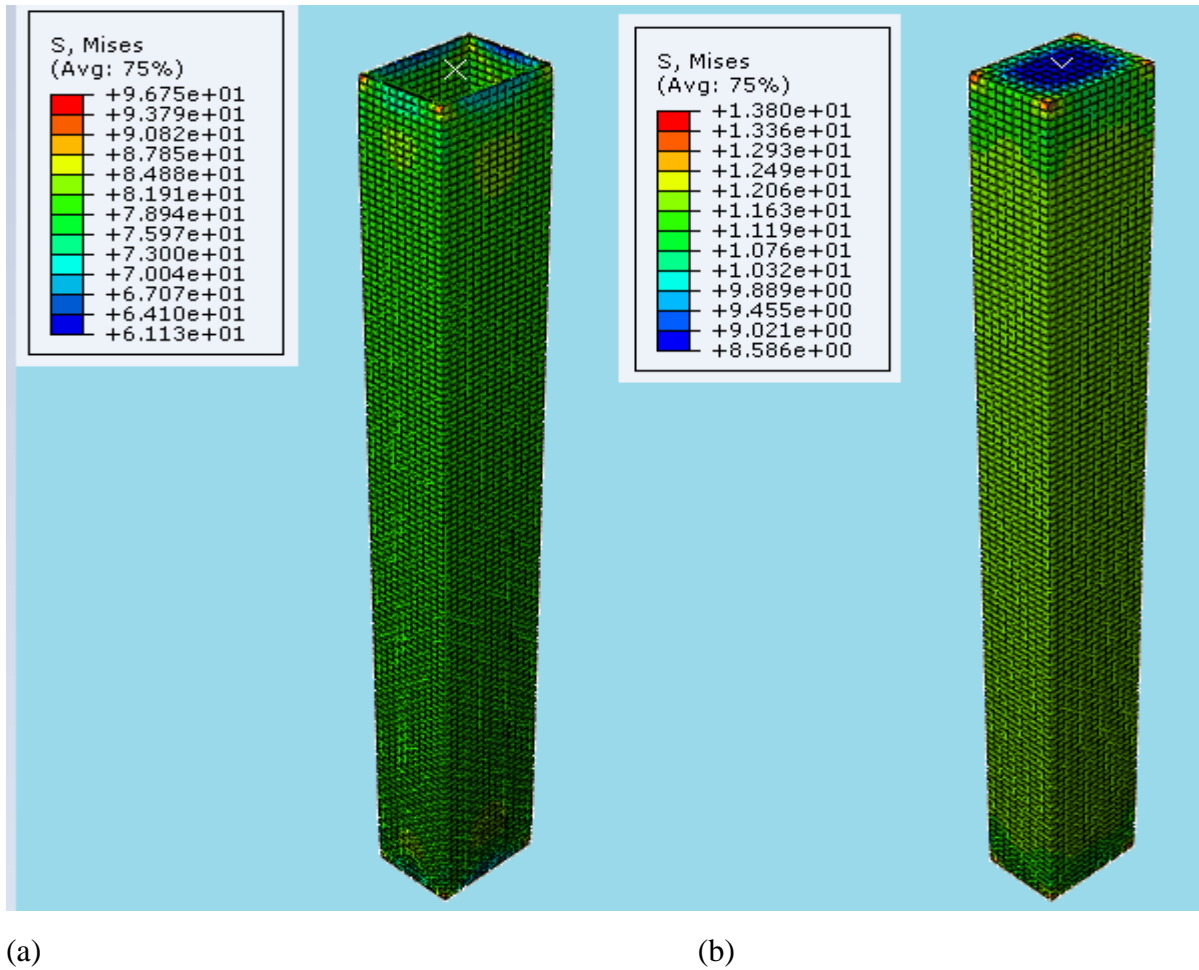 S, Mises
(Avg: 75%)
+9.675e+01
+9.379e+01
+9.082e+01
+8.785e+01
+8.488e+01
+8.191e+01
+7.894e+01
+7.597e+01
+7.300e+01
+7.004e+01
+6.707e+01
+6.410e+01
+6.113e+01
S, Mises
(Avg: 75%)
+1.380e+01
+1.336e+01
+1.293e+01
+1.249e+01
+1.206e+01
+1.163e+01
+1.119e+01
+1.076e+01
+1.032e+01
+9.889e+00
+9.455e+00
+9.021e+00
+8.586e+00
(a)
(b)